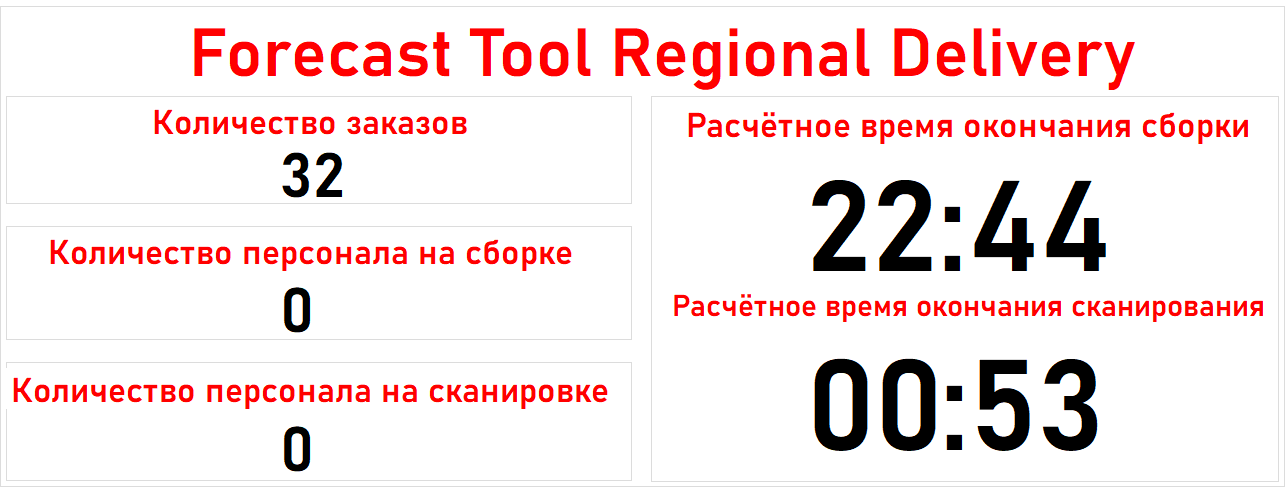 Forecast Tool Regional Delivery
Количество заказов
32
Количество персонала на сборке
0
Количество персонала на сканировке
0
Расчётное время окончания сборки
22:44
Расчётное время окончания сканирования
00:53